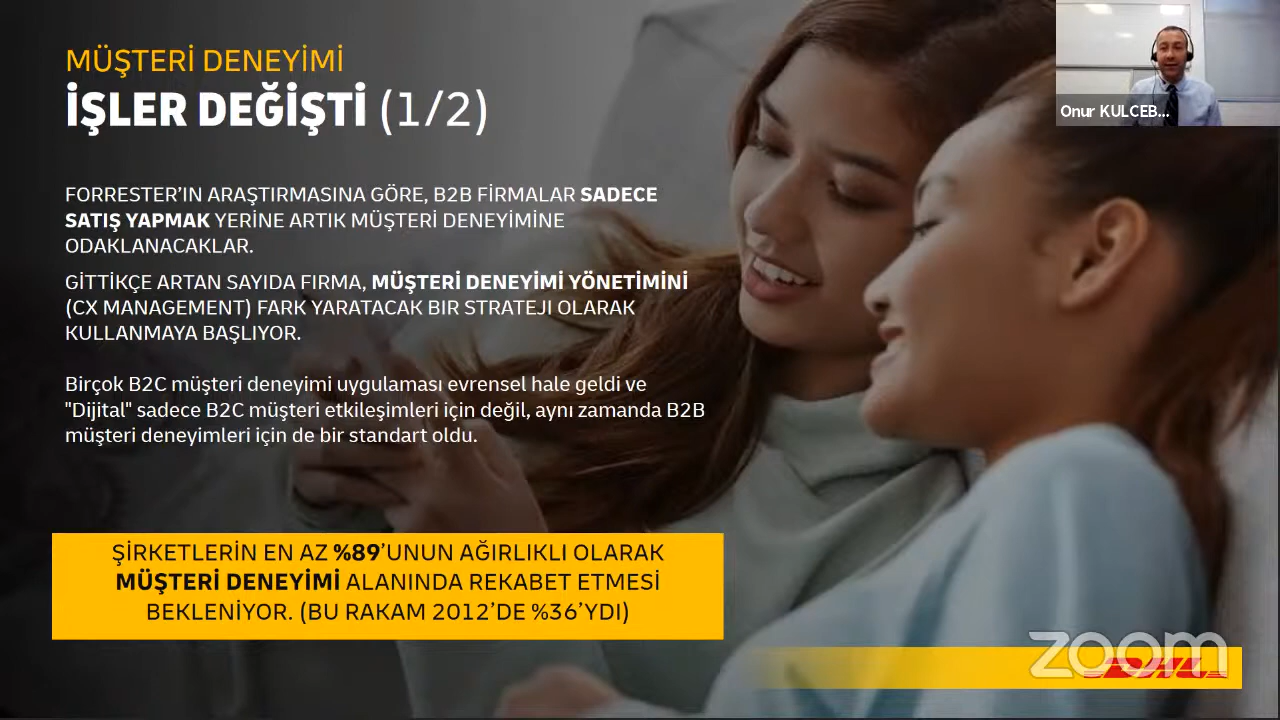 MÜŞTERİ DENEYİMİ
İŞLER DEĞİŞTİ (1/2)
Onur KULCEB...
FORRESTER'IN ARAŞTIRMASINA GÖRE, B2B FİRMALAR SADECE
SATIŞ YAPMAK YERİNE ARTIK MÜŞTERİ DENEYİMİNE
ODAKLANACAKLAR.
GİTTİKÇE ARTAN SAYIDA FIRMA, MÜŞTERİ DENEYİMİ YÖNETİMİNİ
(CX MANAGEMENT) FARK YARATACAK BIR STRATEJI OLARAK
KULLANMAYA BAŞLIYOR.
Birçok B2C müşteri deneyimi uygulaması evrensel hale geldi ve
"Dijital" sadece B2C müşteri etkileşimleri için değil, aynı zamanda B2B
müşteri deneyimleri için de bir standart oldu.
ŞİRKETLERİN EN AZ %89'UNUN AĞIRLIKLI OLARAK
MÜŞTERİ DENEYİMİ ALANINDA REKABET ETMESİ
BEKLENİYOR. (BU RAKAM 2012'DE %36'YDI)
zoom
DHL